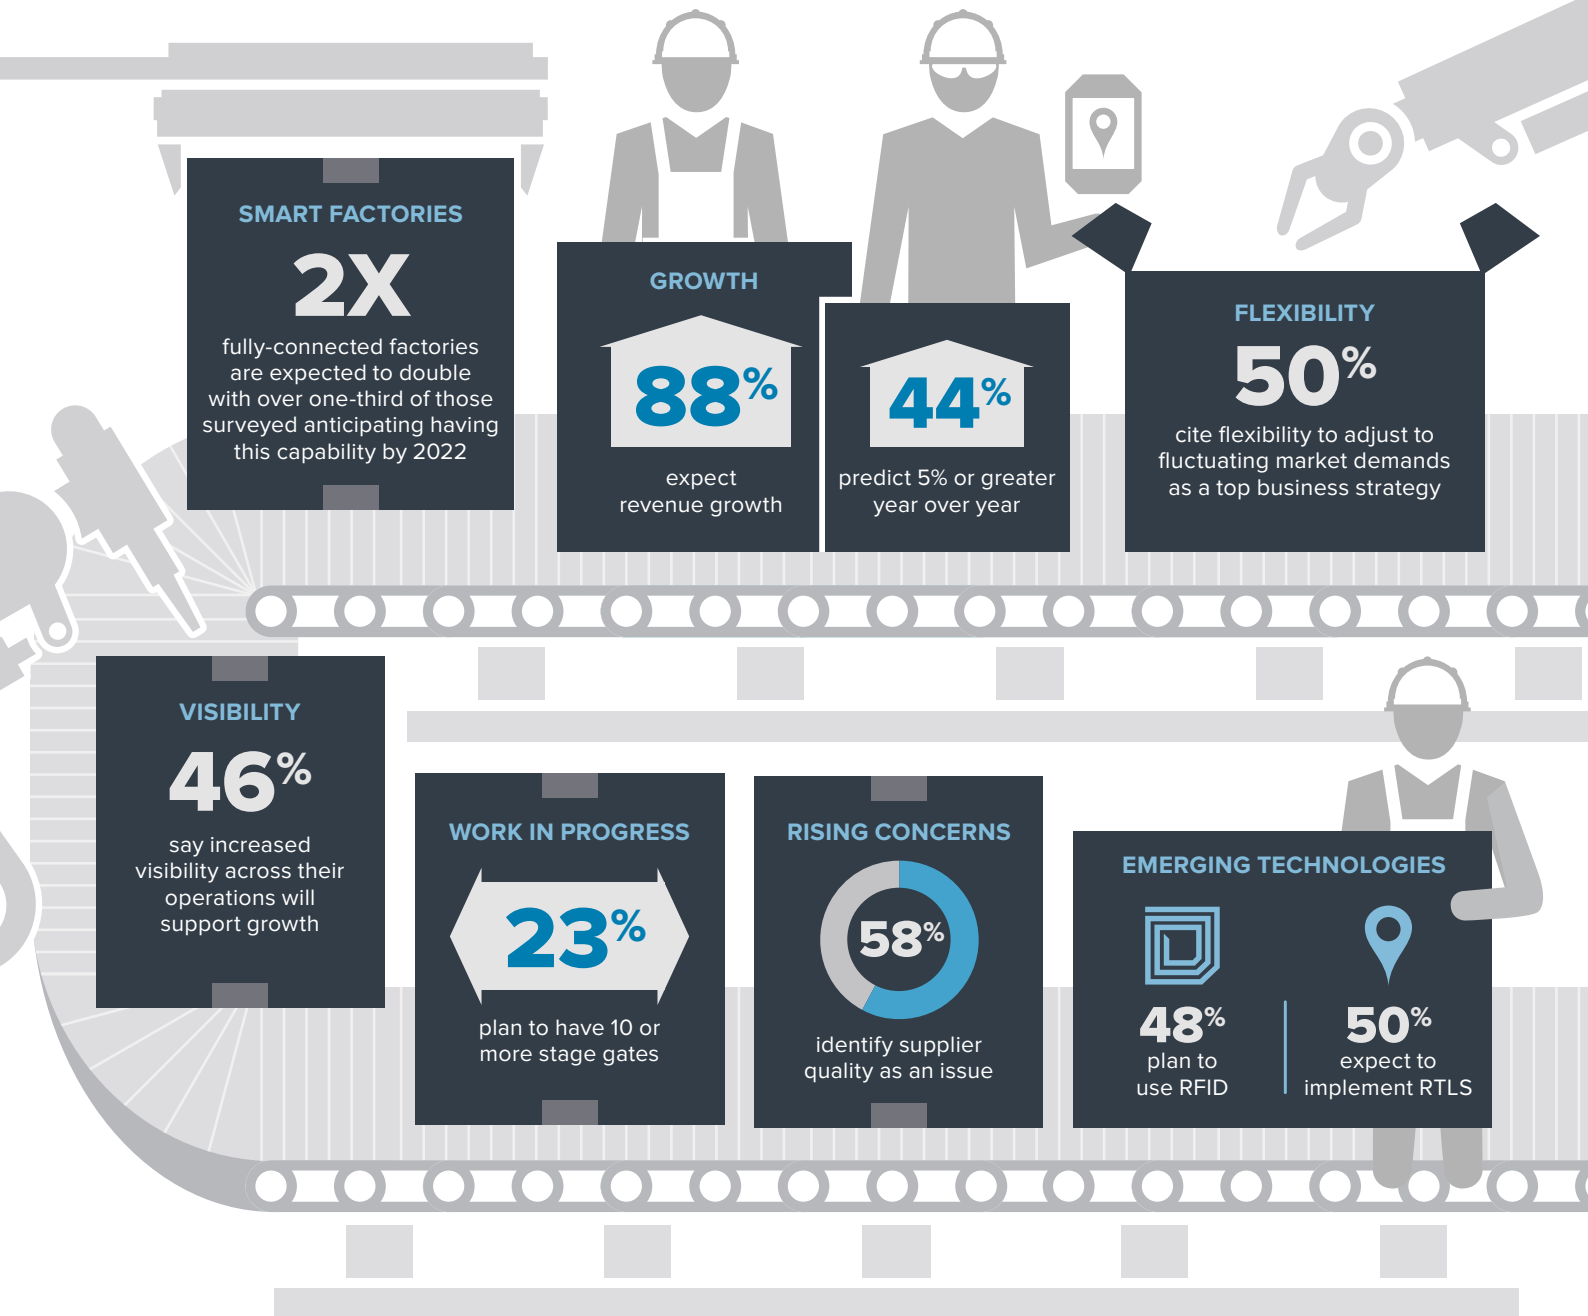 SMART FACTORIES
2X
fully-connected factories
are expected to double
with over one-third of those
surveyed anticipating having
this capability by 2022
GROWTH
88%
expect
revenue growth
44%
predict 5% or greater
year over year
FLEXIBILITY
50%
cite flexibility to adjust to
fluctuating market demands
as a top business strategy
VISIBILITY
46%
say increased
visibility across their
operations will
support growth
WORK IN PROGRESS
23%
plan to have 10 or
more stage gates
RISING CONCERNS
58%
identify supplier
quality as an issue
EMERGING TECHNOLOGIES
48%
plan to
use RFID
50%
expect to
implement RTLS